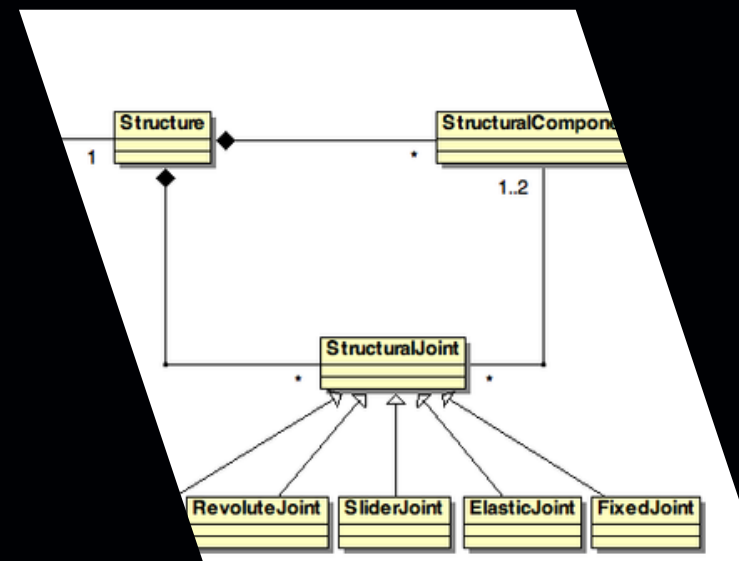 Structure
1
*
1..2
StructuralJoint
*
*
RevoluteJoint
SliderJoint
ElasticJoint
FixedJoint